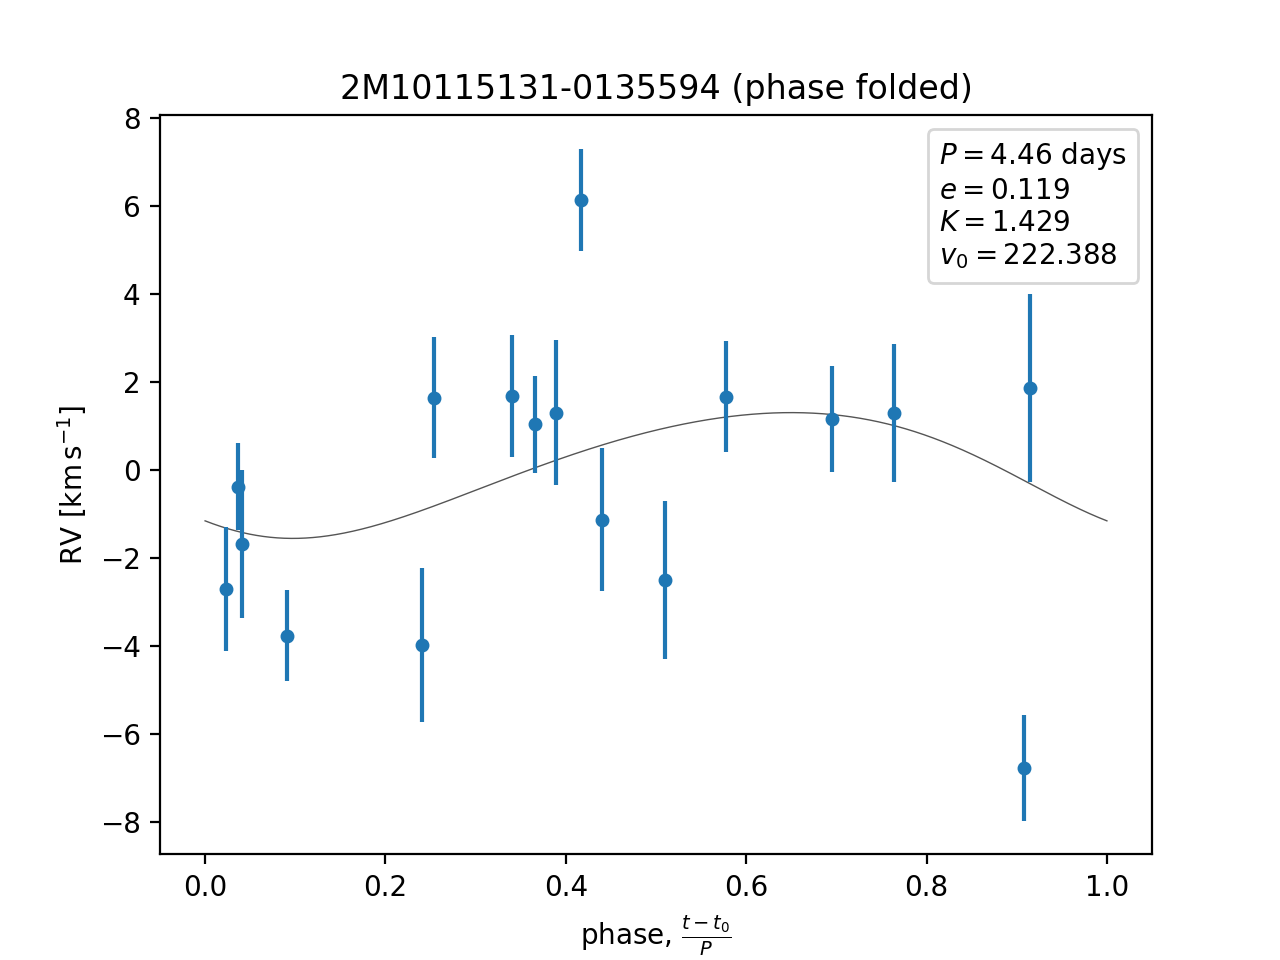 2M10115131-0135594 (phase folded)
P = 4.46 days
e = 0.119
K = 1.429
v₀ = 222.388
8
6
4
2
0
−2
−4
−6
−8
RV [km s⁻¹]
0.0 0.2 0.4 0.6 0.8 1.0
phase, (t − t₀)/P